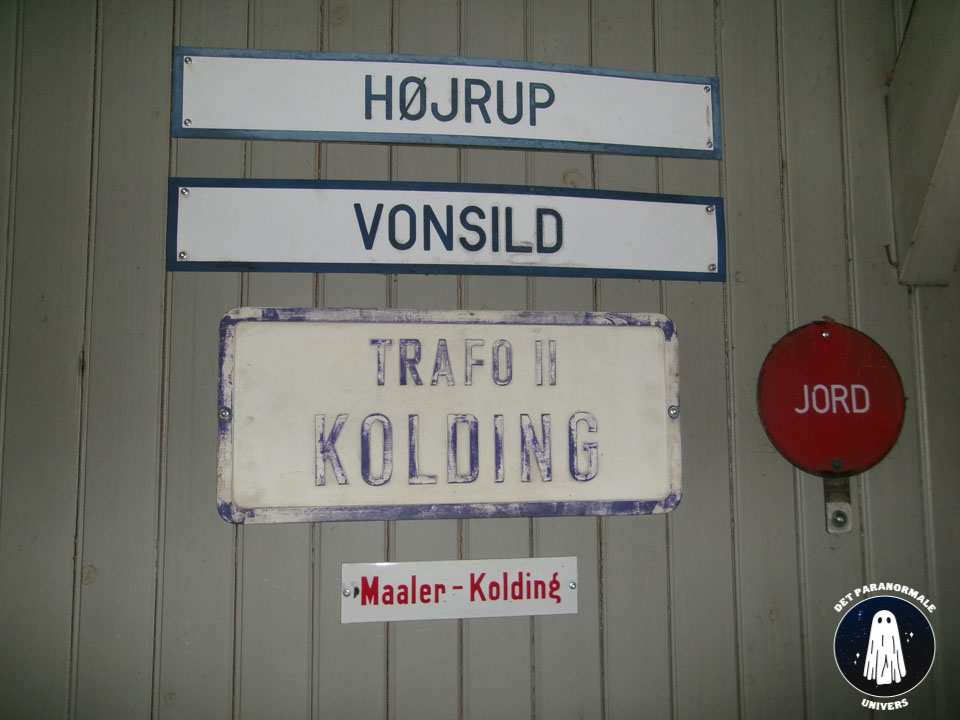 HØJRUP
VONSILD
TRAFO II
KOLDING
JORD
Maaler-Kolding
DET PARANORMALE
UNIVERS